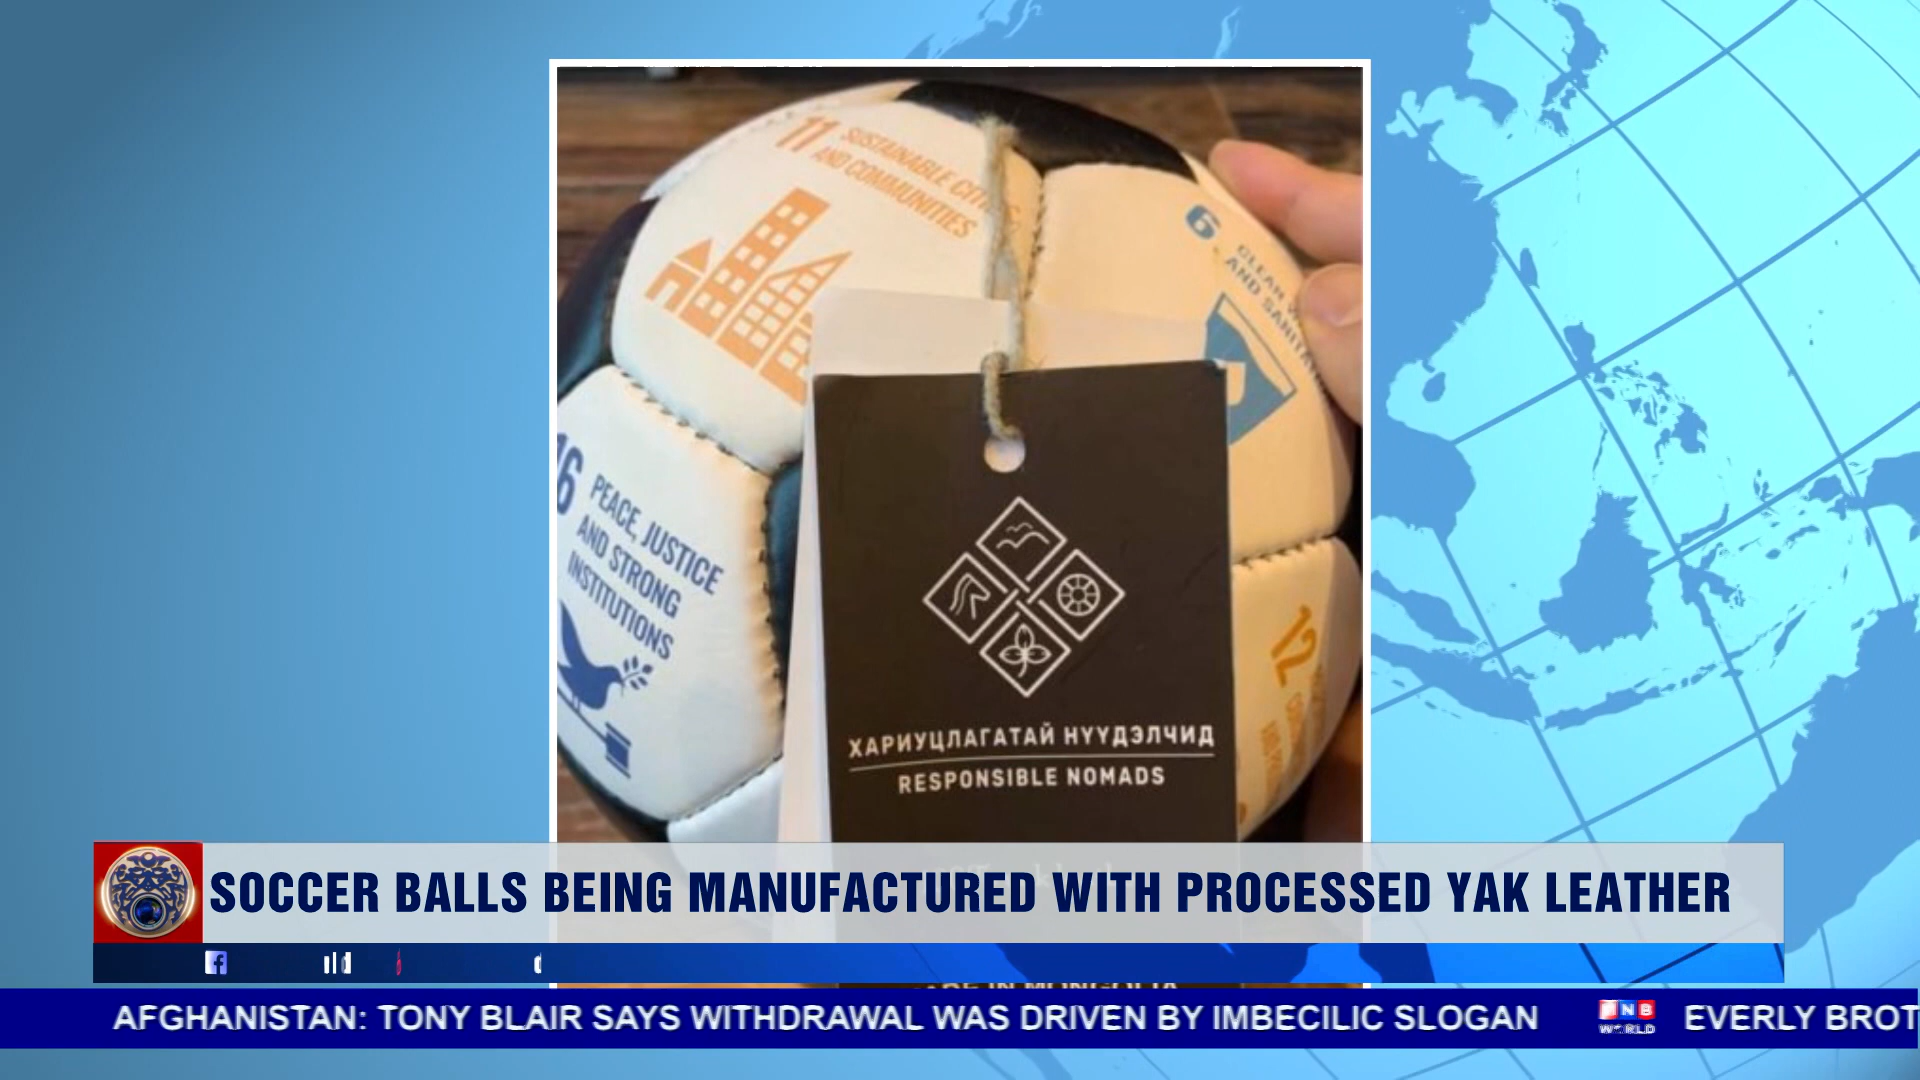 11
SUSTAINABLE
AND COMMUNITIES
6
CLEAN
AND
16
PEACE, JUSTICE
AND STRONG
INSTITUTIONS
12
ХАРИУЦЛАГАТАЙ НҮҮДЭЛЧИД
RESPONSIBLE NOMADS
SOCCER BALLS BEING MANUFACTURED WITH PROCESSED YAK LEATHER
AFGHANISTAN: TONY BLAIR SAYS WITHDRAWAL WAS DRIVEN BY IMBECILIC SLOGAN MNB WORLD EVERLY BROT